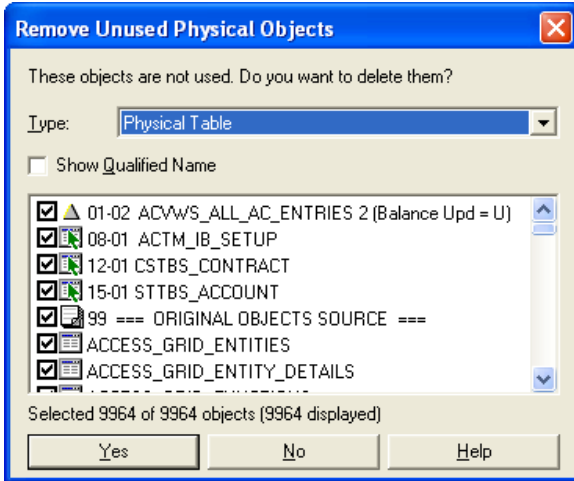 Remove Unused Physical Objects
These objects are not used. Do you want to delete them?
Type: Physical Table
Show Qualified Name
01-02 ACVWS_ALL_AC_ENTRIES 2 (Balance Upd = U)
08-01 ACTM_IB_SETUP
12-01 CSTBS_CONTRACT
15-01 STTBS_ACCOUNT
99 === ORIGINAL OBJECTS SOURCE ===
ACCESS_GRID_ENTITIES
ACCESS_GRID_ENTITY_DETAILS
Selected 9964 of 9964 objects (9964 displayed)
Yes No Help